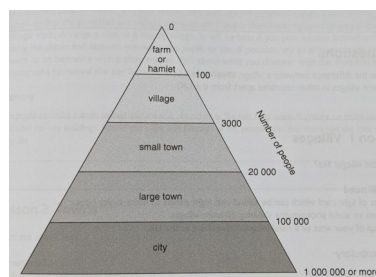 0
farm
or
hamlet
100
village
3000
small town
20 000
large town
100 000
city
1 000 000 or more
Number of people